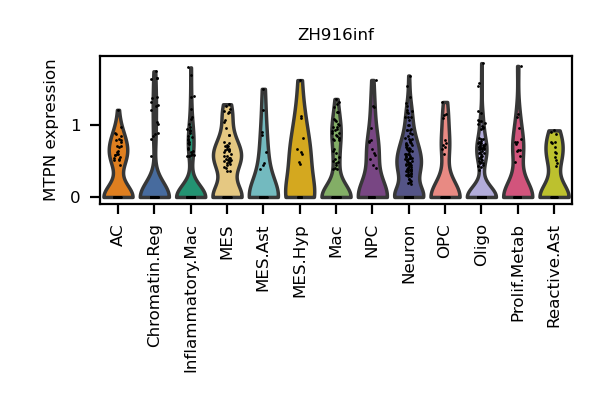 ZH916inf
MTPN expression
1
0
AC
Chromatin.Reg
Inflammatory.Mac
MES
MES.Ast
MES.Hyp
Mac
NPC
Neuron
OPC
Oligo
Prolif.Metab
Reactive.Ast